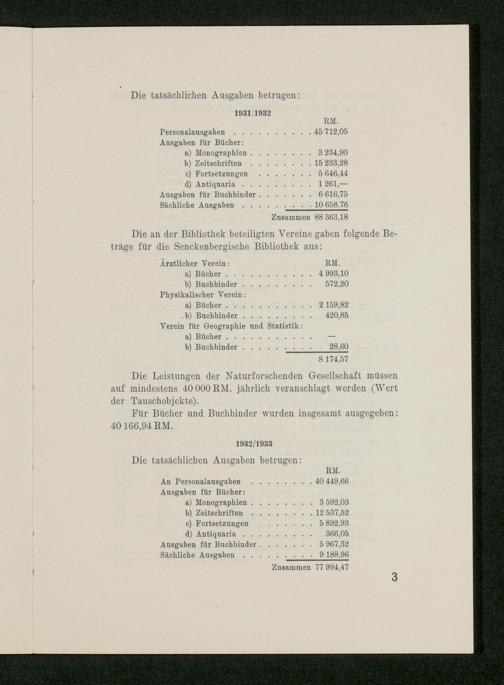 Die tatsächlichen Ausgaben betrugen:
1931/1932
RM.
Personalausgaben . . . . . . . . . . 45 712,05
Ausgaben für Bücher:
a) Monographien . . . . . . . . 3 234,90
b) Zeitschriften . . . . . . . . 15 233,28
c) Fortsetzungen . . . . . . . 5 646,44
d) Antiquaria . . . . . . . . . 1 261,—
Ausgaben für Buchbinder . . . . . . . 6 616,75
Sächliche Ausgaben . . . . . . . . . 10 658.76
Zusammen 88 363,18
Die an der Bibliothek beteiligten Vereine gaben folgende Be-
träge für die Senckenbergische Bibliothek aus:
Ärztlicher Verein: RM.
a) Bücher . . . . . . . . . . . 4 993,10
b) Buchbinder . . . . . . . . . 572,20
Physikalischer Verein:
a) Bücher . . . . . . . . . . . 2 159,82
b) Buchbinder . . . . . . . . . 420,85
Verein für Geographie und Statistik:
a) Bücher . . . . . . . . . . . —
b) Buchbinder . . . . . . . . . 28,60
8 174,57
Die Leistungen der Naturforschenden Gesellschaft müssen
auf mindestens 40 000 RM. jährlich veranschlagt werden (Wert
der Tauschobjekte).
Für Bücher und Buchbinder wurden insgesamt ausgegeben:
40 166,94 RM.
1932/1933
Die tatsächlichen Ausgaben betrugen:
RM.
An Personalausgaben . . . . . . . . 40 449,66
Ausgaben für Bücher:
a) Monographien . . . . . . . . 3 592,03
b) Zeitschriften . . . . . . . . 12 537,52
c) Fortsetzungen . . . . . . . 5 892,93
d) Antiquaria . . . . . . . . . 366,05
Ausgaben für Buchbinder . . . . . . . 5 967,32
Sächliche Ausgaben . . . . . . . . . 9 188,96
Zusammen 77 994,47
3